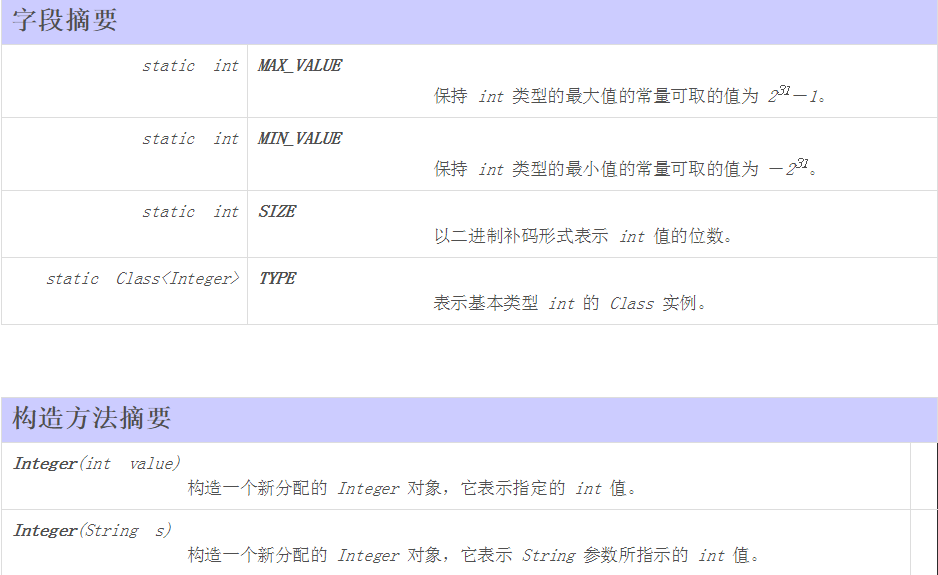 字段摘要
static int MAX_VALUE
保持 int 类型的最大值的常量可取的值为 2³¹－1。
static int MIN_VALUE
保持 int 类型的最小值的常量可取的值为 －2³¹。
static int SIZE
以二进制补码形式表示 int 值的位数。
static Class<Integer> TYPE
表示基本类型 int 的 Class 实例。
构造方法摘要
Integer(int value)
构造一个新分配的 Integer 对象，它表示指定的 int 值。
Integer(String s)
构造一个新分配的 Integer 对象，它表示 String 参数所指示的 int 值。